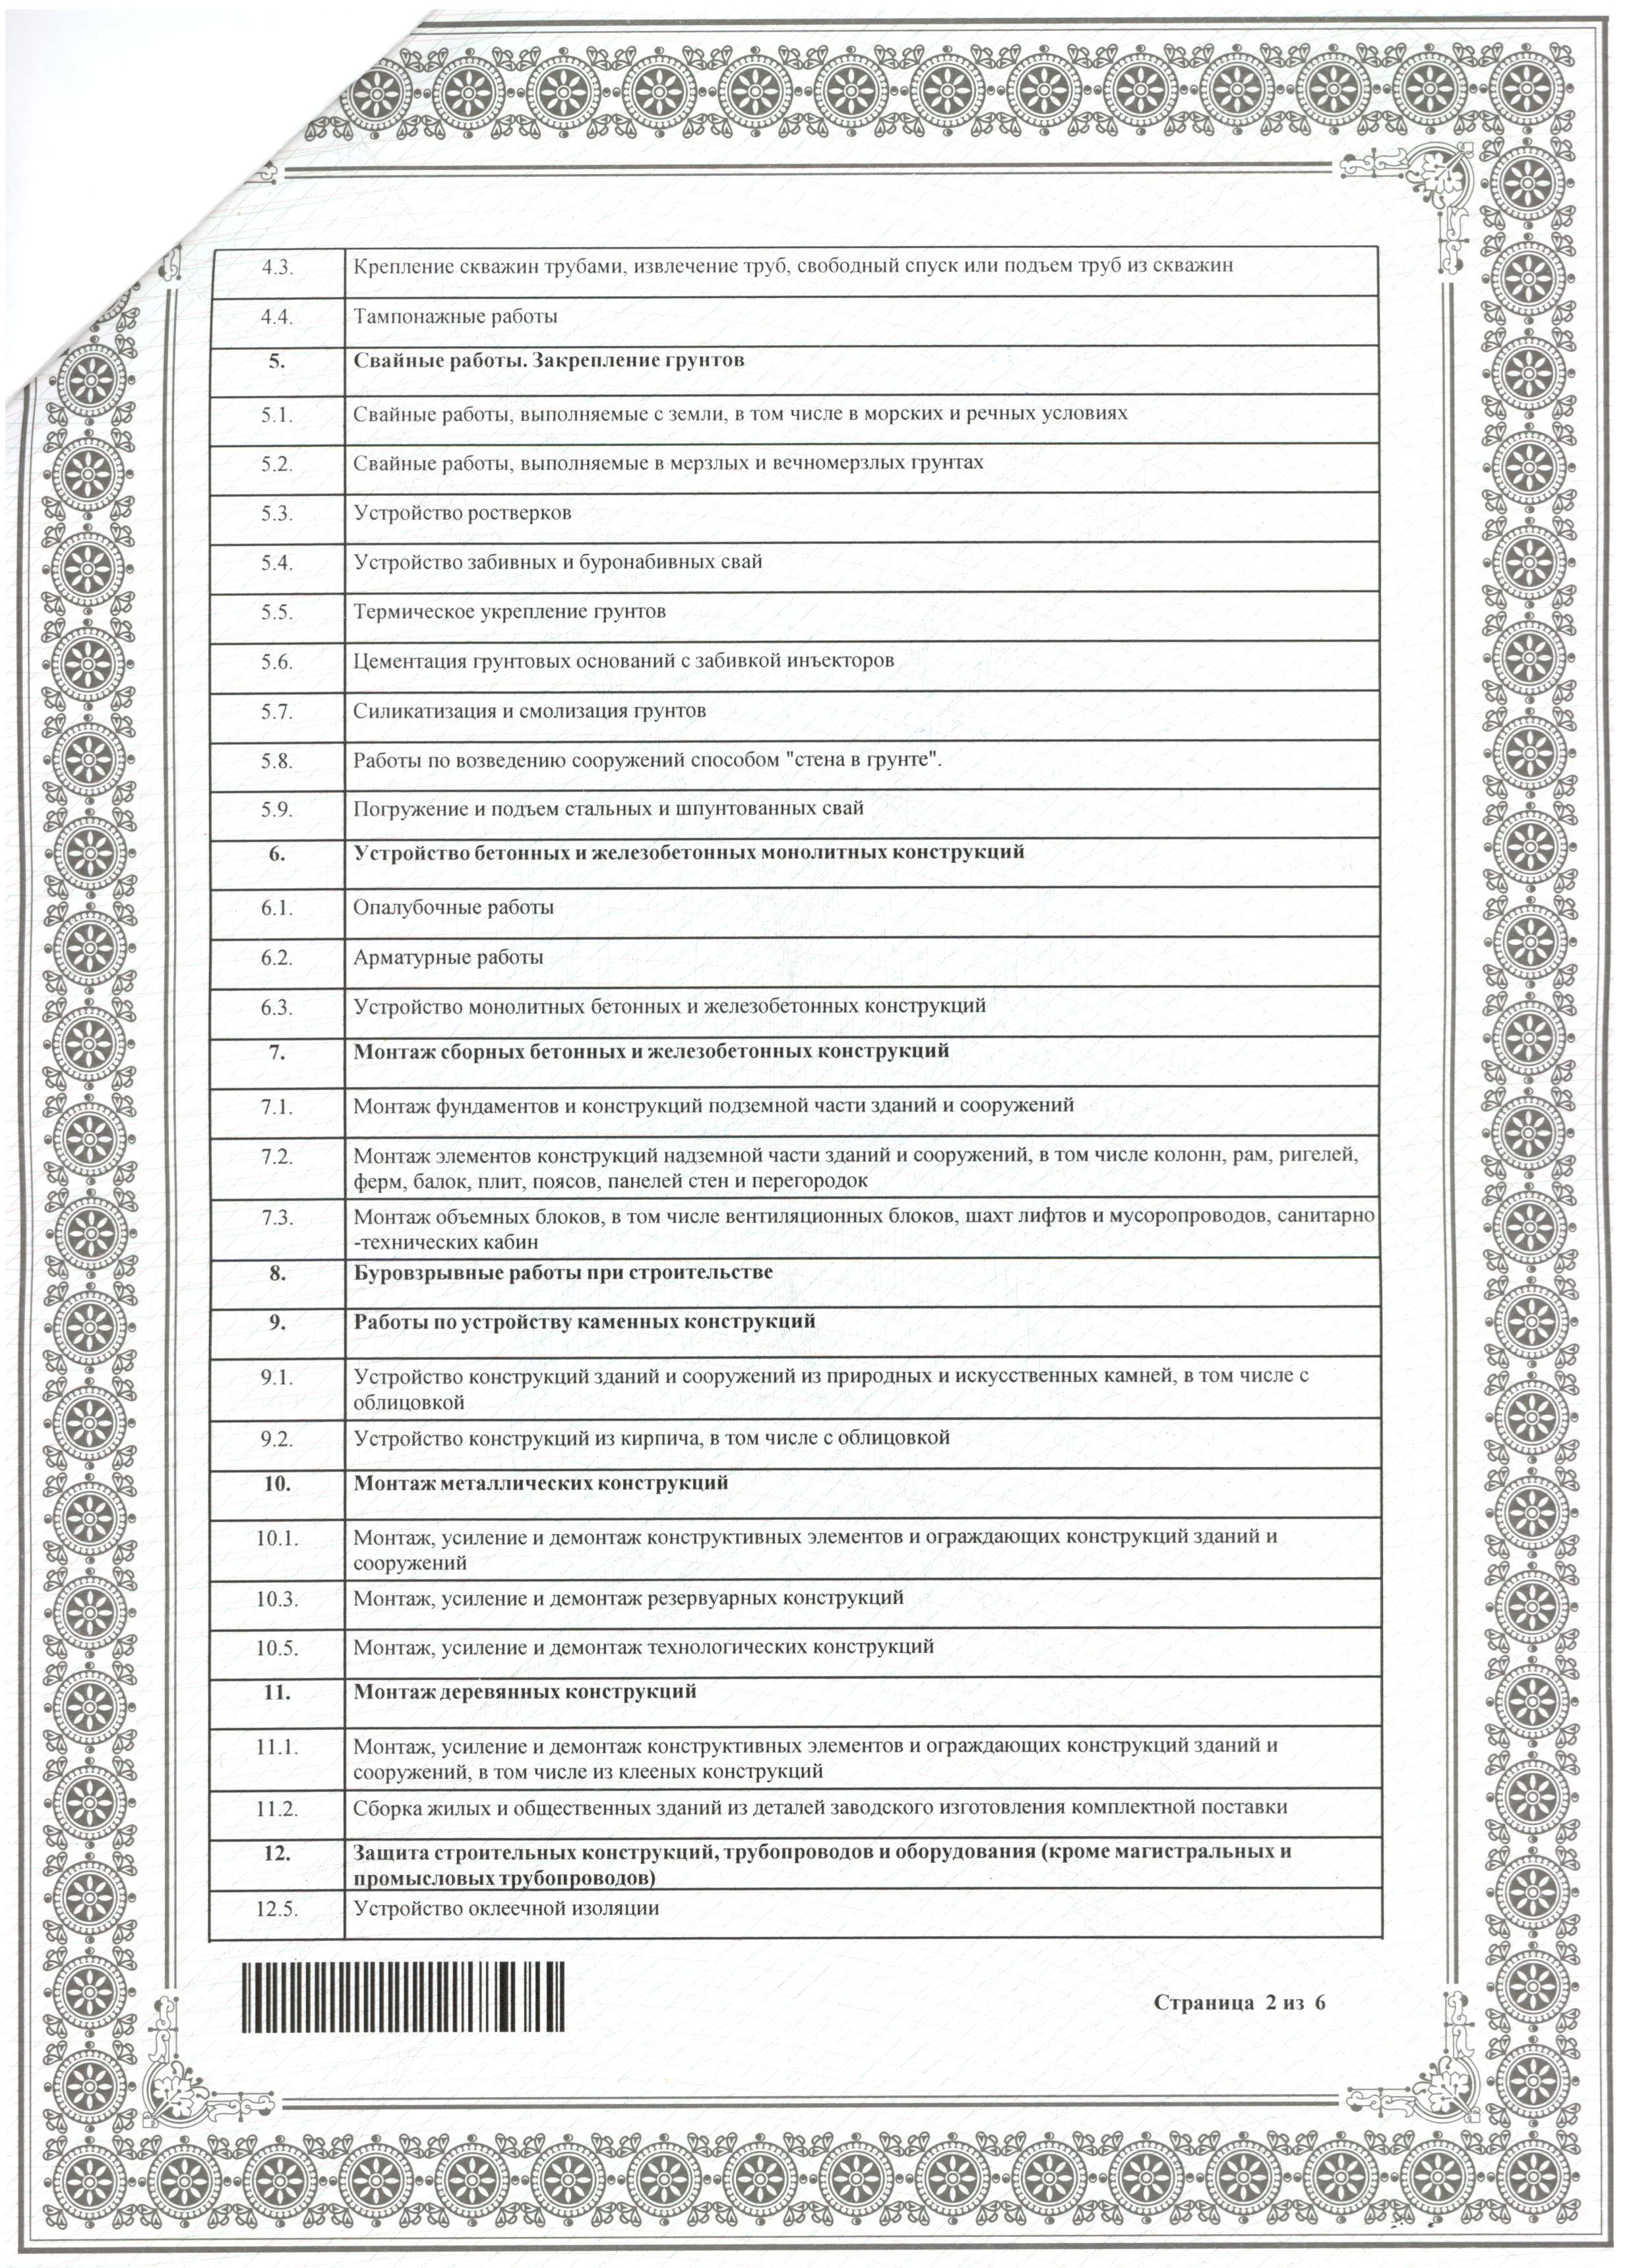 4.3. Крепление скважин трубами, извлечение труб, свободный спуск или подъем труб из скважин
4.4. Тампонажные работы
5. Свайные работы. Закрепление грунтов
5.1. Свайные работы, выполняемые с земли, в том числе в морских и речных условиях
5.2. Свайные работы, выполняемые в мерзлых и вечномерзлых грунтах
5.3. Устройство ростверков
5.4. Устройство забивных и буронабивных свай
5.5. Термическое укрепление грунтов
5.6. Цементация грунтовых оснований с забивкой инъекторов
5.7. Силикатизация и смолизация грунтов
5.8. Работы по возведению сооружений способом "стена в грунте".
5.9. Погружение и подъем стальных и шпунтованных свай
6. Устройство бетонных и железобетонных монолитных конструкций
6.1. Опалубочные работы
6.2. Арматурные работы
6.3. Устройство монолитных бетонных и железобетонных конструкций
7. Монтаж сборных бетонных и железобетонных конструкций
7.1. Монтаж фундаментов и конструкций подземной части зданий и сооружений
7.2. Монтаж элементов конструкций надземной части зданий и сооружений, в том числе колонн, рам, ригелей,
ферм, балок, плит, поясов, панелей стен и перегородок
7.3. Монтаж объемных блоков, в том числе вентиляционных блоков, шахт лифтов и мусоропроводов, санитарно
-технических кабин
8. Буровзрывные работы при строительстве
9. Работы по устройству каменных конструкций
9.1. Устройство конструкций зданий и сооружений из природных и искусственных камней, в том числе с
облицовкой
9.2. Устройство конструкций из кирпича, в том числе с облицовкой
10. Монтаж металлических конструкций
10.1. Монтаж, усиление и демонтаж конструктивных элементов и ограждающих конструкций зданий и
сооружений
10.3. Монтаж, усиление и демонтаж резервуарных конструкций
10.5. Монтаж, усиление и демонтаж технологических конструкций
11. Монтаж деревянных конструкций
11.1. Монтаж, усиление и демонтаж конструктивных элементов и ограждающих конструкций зданий и
сооружений, в том числе из клееных конструкций
11.2. Сборка жилых и общественных зданий из деталей заводского изготовления комплектной поставки
12. Защита строительных конструкций, трубопроводов и оборудования (кроме магистральных и
промысловых трубопроводов)
12.5. Устройство оклеечной изоляции
Страница 2 из 6